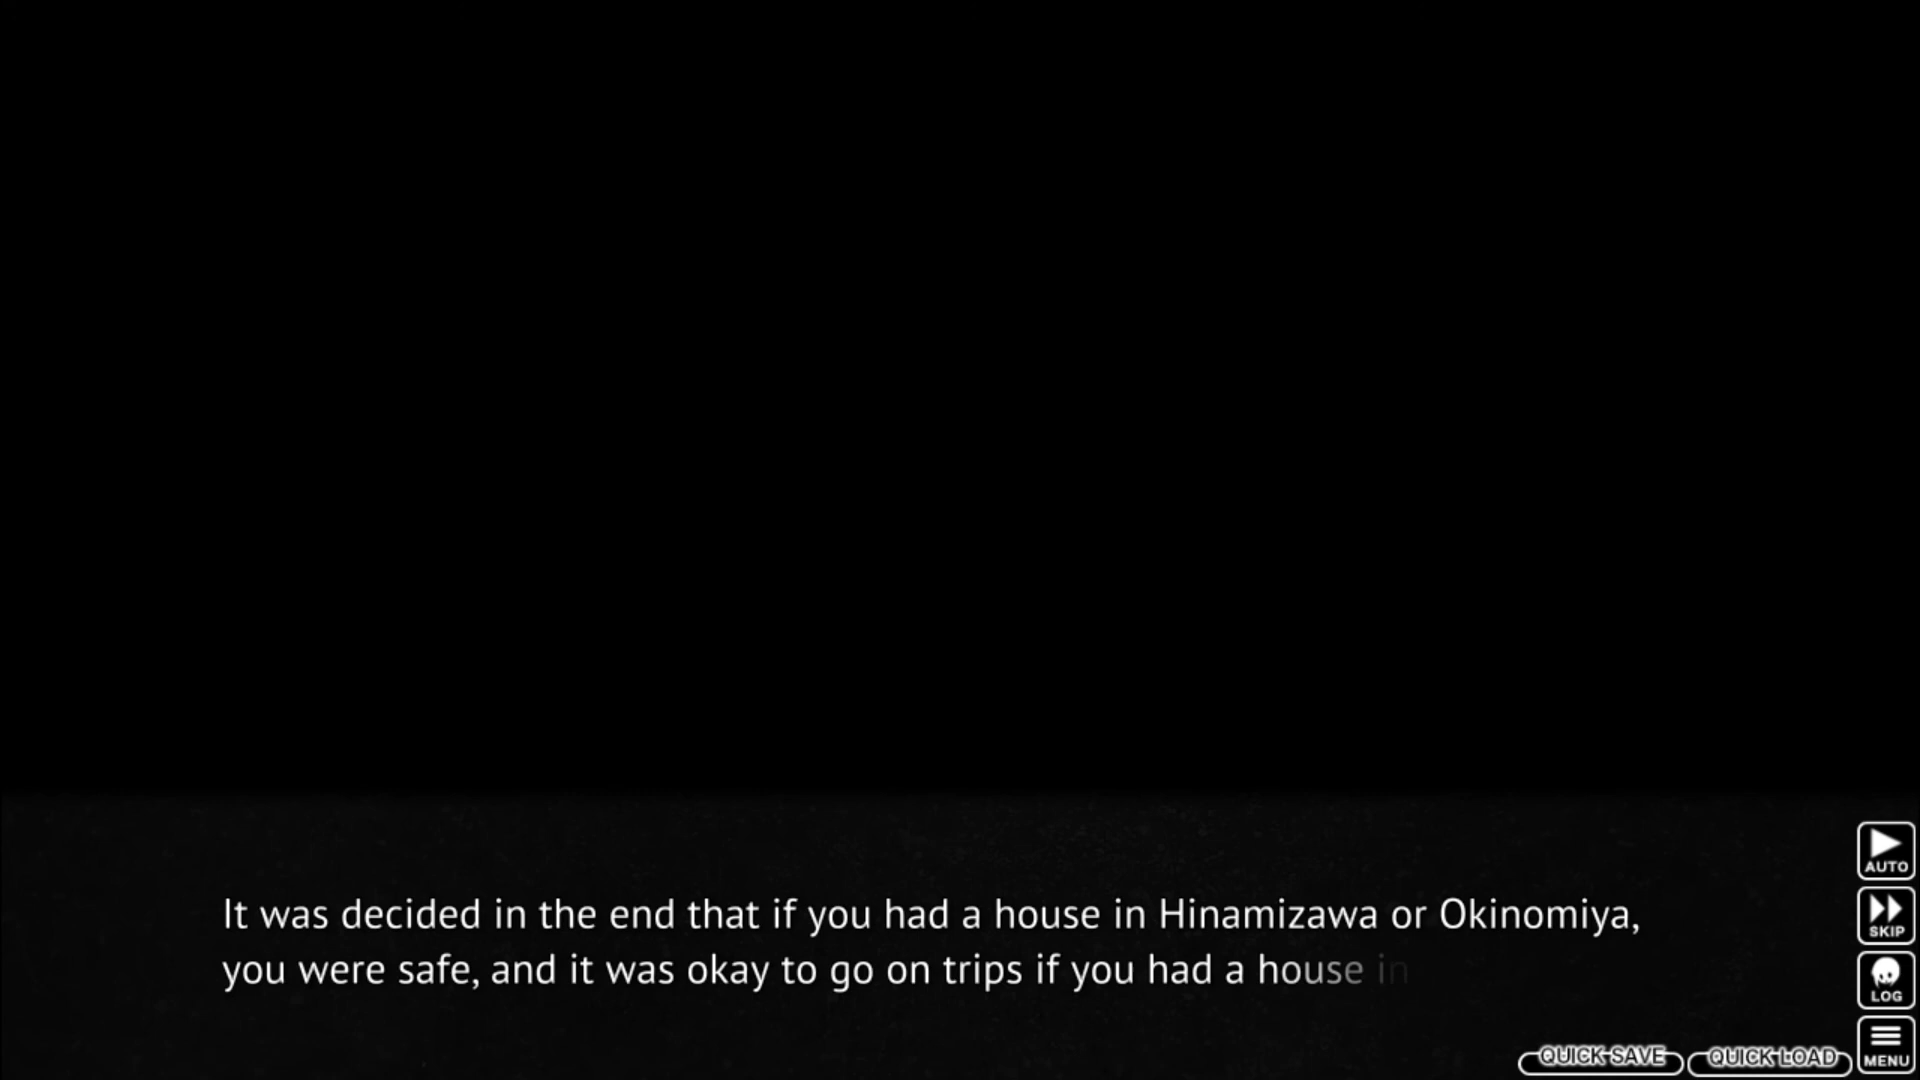 It was decided in the end that if you had a house in Hinamizawa or Okinomiya,
you were safe, and it was okay to go on trips if you had a house in
AUTO
SKIP
LOG
MENU
QUICK SAVE
QUICK LOAD